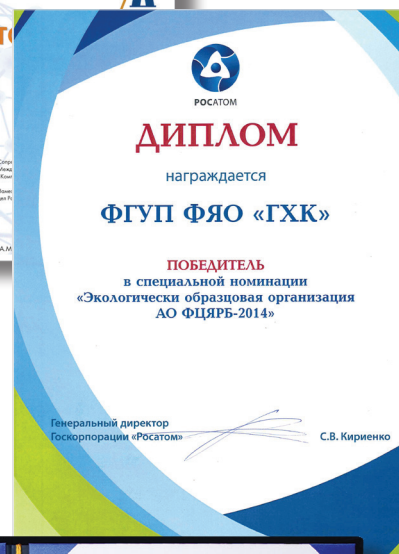 РОСАТОМ
ДИПЛОМ
награждается
ФГУП ФЯО «ГХК»
ПОБЕДИТЕЛЬ
в специальной номинации
«Экологически образцовая организация
АО ФЦЯРБ-2014»
Генеральный директор
Госкорпорации «Росатом»
С.В. Кириенко